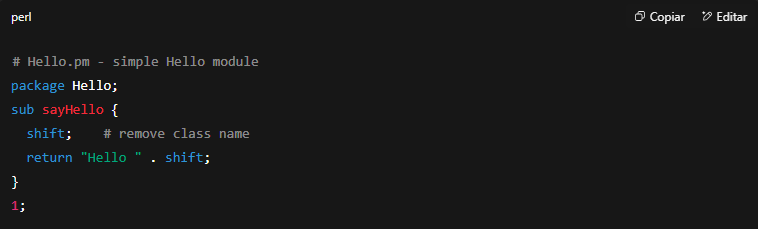 perl Copiar Editar
# Hello.pm - simple Hello module
package Hello;
sub sayHello {
  shift;    # remove class name
  return "Hello " . shift;
}
1;